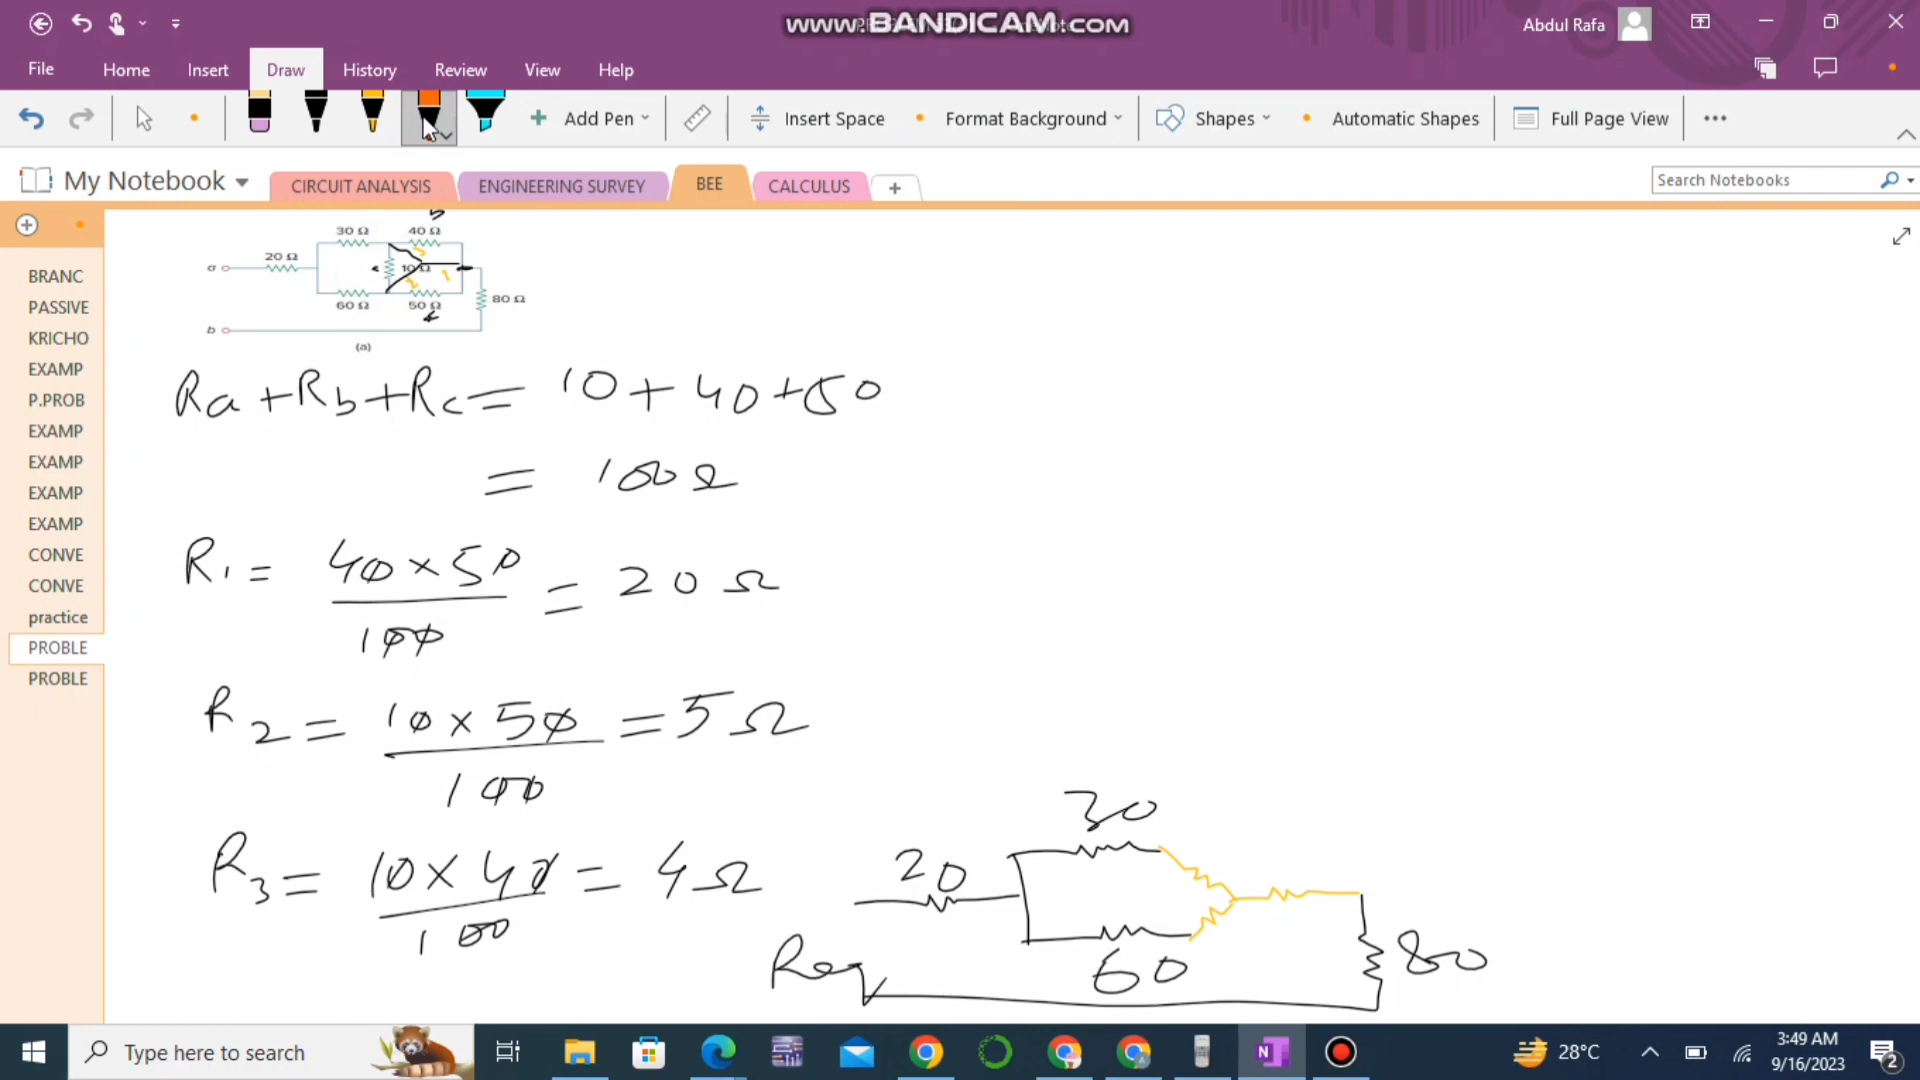 www.BANDICAM.com
Abdul Rafa
File Home Insert Draw History Review View Help
Add Pen Insert Space Format Background Shapes Automatic Shapes Full Page View
My Notebook CIRCUIT ANALYSIS ENGINEERING SURVEY BEE CALCULUS + Search Notebooks
BRANC
PASSIVE
KRICHO
EXAMP
P.PROB
EXAMP
EXAMP
EXAMP
EXAMP
CONVE
CONVE
practice
PROBLE
PROBLE
b
30 Ω 40 Ω
20 Ω
a 10 Ω
3
1
2
60 Ω 50 Ω 80 Ω
b
(a)
Ra + Rb + Rc = 10 + 40 + 50
= 100 Ω
R1 = 40 × 50 = 20 Ω
100
R2 = 10 × 50 = 5 Ω
100
R3 = 10 × 40 = 4 Ω
100
30
20
60
80
Req
Type here to search
28°C
3:49 AM
9/16/2023
2